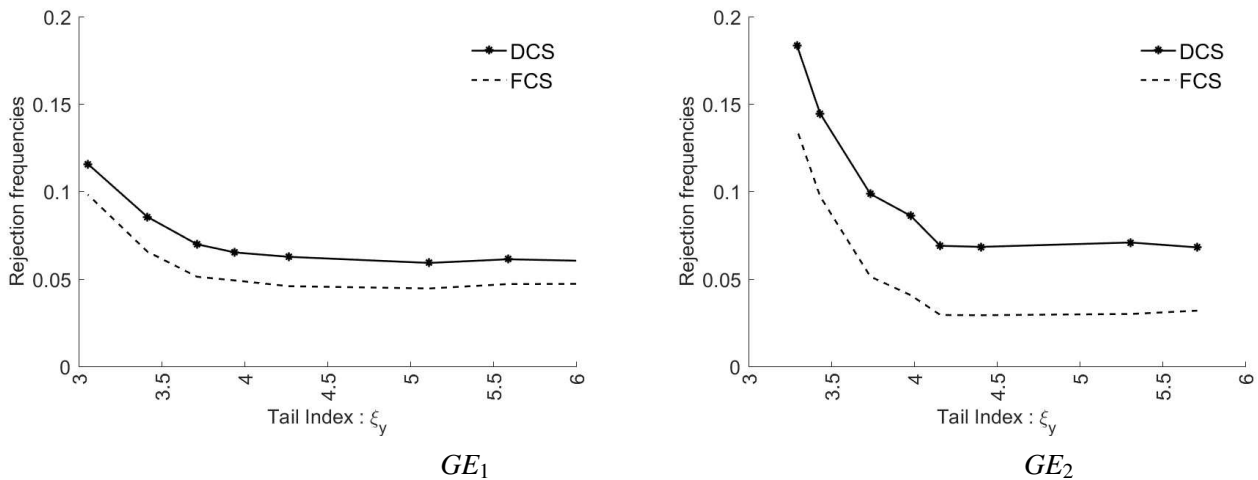 0.2
0.15
0.1
0.05
0
Rejection frequencies
DCS
FCS
3
3.5
4
4.5
5
5.5
6
Tail Index : ξy
GE1
0.2
0.15
0.1
0.05
0
Rejection frequencies
DCS
FCS
3
3.5
4
4.5
5
5.5
6
Tail Index : ξy
GE2